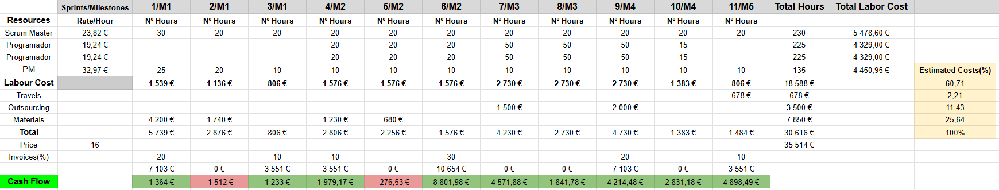 Sprints/Milestones 1/M1 2/M1 3/M1 4/M2 5/M2 6/M2 7/M3 8/M3 9/M4 10/M4 11/M5 Total Hours Total Labor Cost
Resources Rate/Hour Nº Hours Nº Hours Nº Hours Nº Hours Nº Hours Nº Hours Nº Hours Nº Hours Nº Hours Nº Hours Nº Hours
Scrum Master 23,82 € 30 20 20 20 20 20 20 20 20 20 20 230 5 478,60 €
Programador 19,24 € 20 20 20 50 50 50 15 225 4 329,00 €
Programador 19,24 € 20 20 20 50 50 50 15 225 4 329,00 €
PM 32,97 € 25 20 10 10 10 10 10 10 10 10 10 135 4 450,95 € Estimated Costs(%)
Labour Cost 1 539 € 1 136 € 806 € 1 576 € 1 576 € 1 576 € 2 730 € 2 730 € 2 730 € 1 383 € 806 € 18 588 € 60,71
Travels 678 € 678 € 2,21
Outsourcing 1 500 € 2 000 € 3 500 € 11,43
Materials 4 200 € 1 740 € 1 230 € 680 € 7 850 € 25,64
Total 5 739 € 2 876 € 806 € 2 806 € 2 256 € 1 576 € 4 230 € 2 730 € 4 730 € 1 383 € 1 484 € 30 616 € 100%
Price 16 35 514 €
Invoices(%) 20 10 10 30 20 10
7 103 € 0 € 3 551 € 3 551 € 0 € 10 654 € 0 € 0 € 7 103 € 0 € 3 551 €
Cash Flow 1 364 € -1 512 € 1 233 € 1 979,17 € -276,53 € 8 801,98 € 4 571,88 € 1 841,78 € 4 214,48 € 2 831,18 € 4 898,49 €